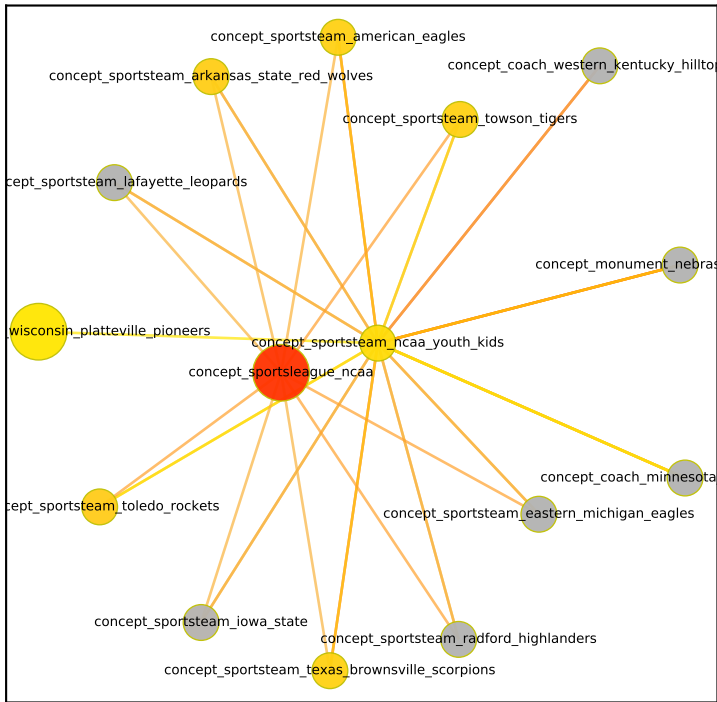 concept_sportsteam_american_eagles
concept_coach_western_kentucky_hilltop
concept_sportsteam_arkansas_state_red_wolves
concept_sportsteam_towson_tigers
cept_sportsteam_lafayette_leopards
concept_monument_nebras
wisconsin_platteville_pioneers
concept_sportsteam_ncaa_youth_kids
concept_sportsleague_ncaa
concept_coach_minnesota
cept_sportsteam_toledo_rockets
concept_sportsteam_eastern_michigan_eagles
concept_sportsteam_iowa_state
concept_sportsteam_radford_highlanders
concept_sportsteam_texas_brownsville_scorpions